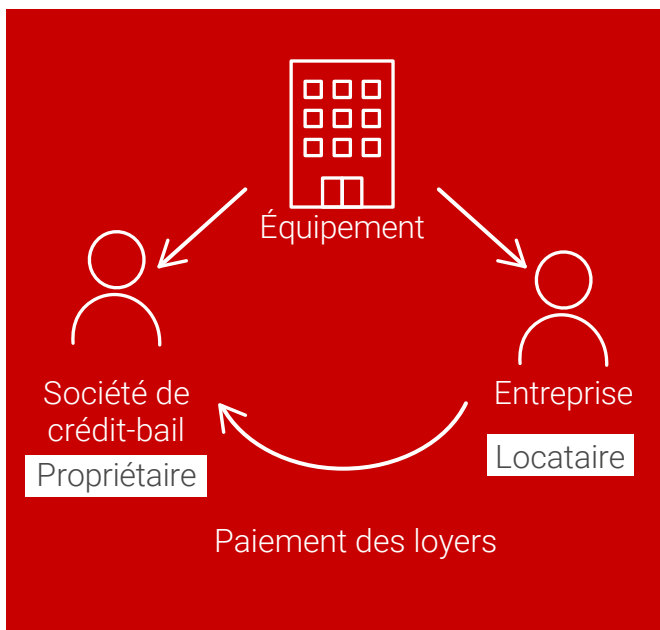 Équipement
Société de
crédit-bail
Propriétaire
Entreprise
Locataire
Paiement des loyers